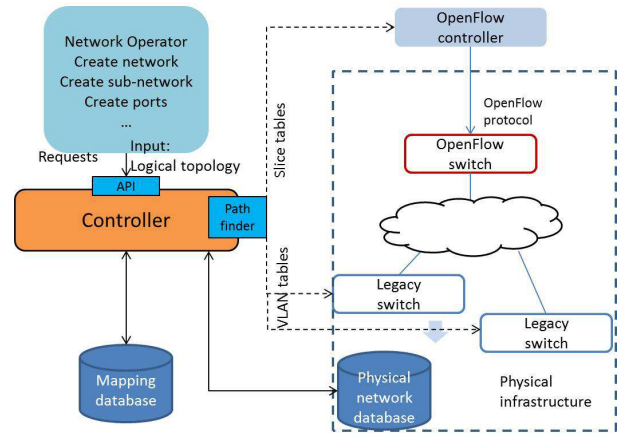 Network Operator
Create network
Create sub-network
Create ports
...
Requests
Input:
Logical topology
API
Controller
Path
finder
Mapping
database
Slice tables
VLAN tables
OpenFlow
controller
OpenFlow
protocol
OpenFlow
switch
Legacy
switch
Legacy
switch
Physical
network
database
Physical
infrastructure